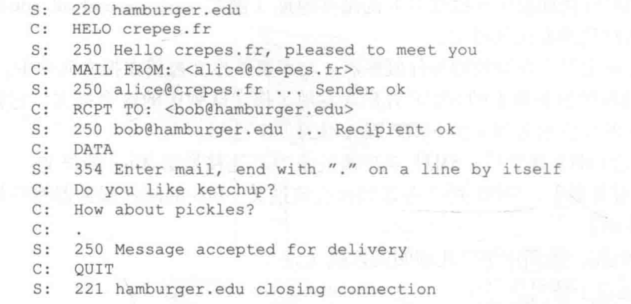 S: 220 hamburger.edu
C: HELO crepes.fr
S: 250 Hello crepes.fr, pleased to meet you
C: MAIL FROM: <alice@crepes.fr>
S: 250 alice@crepes.fr ... Sender ok
C: RCPT TO: <bob@hamburger.edu>
S: 250 bob@hamburger.edu ... Recipient ok
C: DATA
S: 354 Enter mail, end with "." on a line by itself
C: Do you like ketchup?
C: How about pickles?
C: .
S: 250 Message accepted for delivery
C: QUIT
S: 221 hamburger.edu closing connection